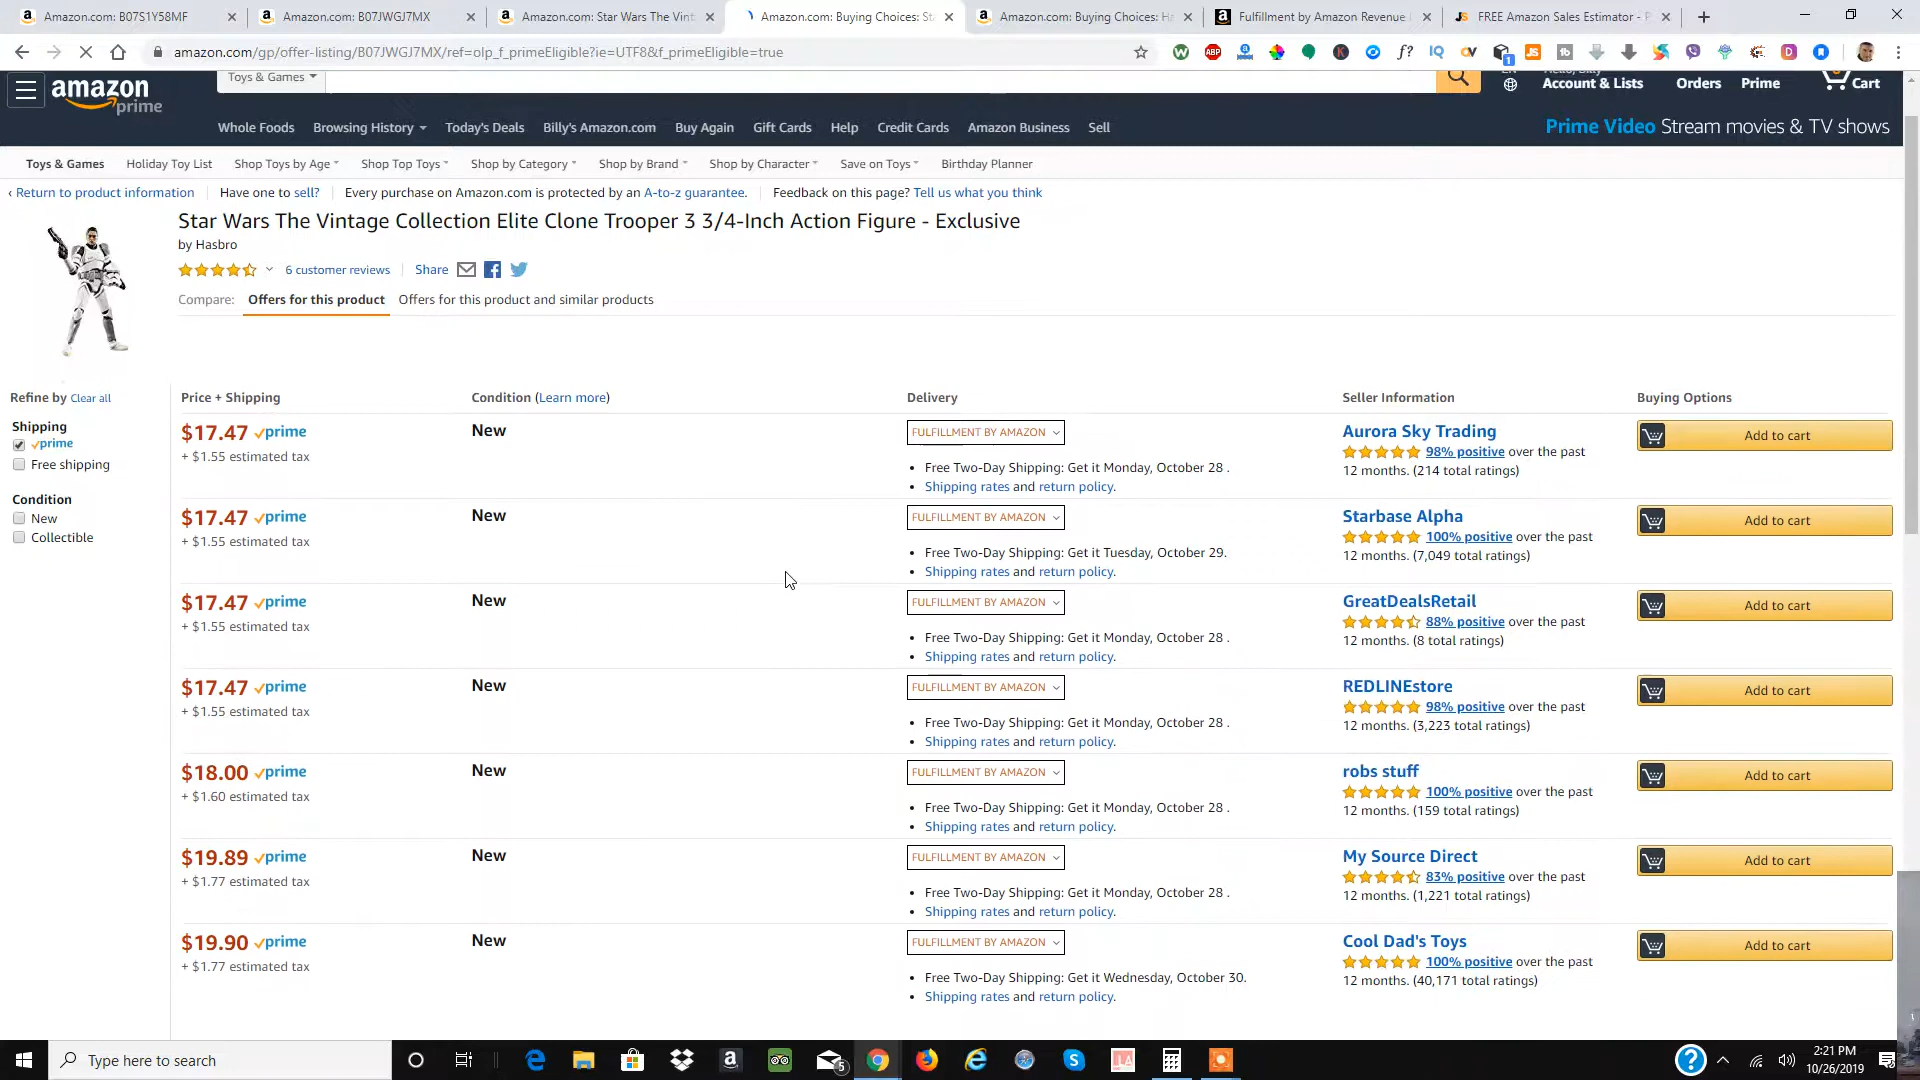 Amazon.com: B07S1Y58MF
Amazon.com: B07JWGJ7MX
Amazon.com: Star Wars The Vint
Amazon.com: Buying Choices: St
Amazon.com: Buying Choices: Ha
Fulfillment by Amazon Revenue
FREE Amazon Sales Estimator - P
amazon.com/gp/offer-listing/B07JWGJ7MX/ref=olp_f_primeEligible?ie=UTF8&f_primeEligible=true
amazon prime
Toys & Games
EN
Hello, Billy
Account & Lists
Orders
Prime
Cart
Whole Foods Browsing History Today's Deals Billy's Amazon.com Buy Again Gift Cards Help Credit Cards Amazon Business Sell
Prime Video Stream movies & TV shows
Toys & Games Holiday Toy List Shop Toys by Age Shop Top Toys Shop by Category Shop by Brand Shop by Character Save on Toys Birthday Planner
‹ Return to product information Have one to sell? Every purchase on Amazon.com is protected by an A-to-z guarantee. Feedback on this page? Tell us what you think
Star Wars The Vintage Collection Elite Clone Trooper 3 3/4-Inch Action Figure - Exclusive
by Hasbro
6 customer reviews Share
Compare: Offers for this product Offers for this product and similar products
Refine by Clear all
Shipping
prime
Free shipping
Condition
New
Collectible
Price + Shipping Condition (Learn more) Delivery Seller Information Buying Options
$17.47 prime
+ $1.55 estimated tax
New
FULFILLMENT BY AMAZON
• Free Two-Day Shipping: Get it Monday, October 28 .
• Shipping rates and return policy.
Aurora Sky Trading
98% positive over the past
12 months. (214 total ratings)
Add to cart
$17.47 prime
+ $1.55 estimated tax
New
FULFILLMENT BY AMAZON
• Free Two-Day Shipping: Get it Tuesday, October 29.
• Shipping rates and return policy.
Starbase Alpha
100% positive over the past
12 months. (7,049 total ratings)
Add to cart
$17.47 prime
+ $1.55 estimated tax
New
FULFILLMENT BY AMAZON
• Free Two-Day Shipping: Get it Monday, October 28 .
• Shipping rates and return policy.
GreatDealsRetail
88% positive over the past
12 months. (8 total ratings)
Add to cart
$17.47 prime
+ $1.55 estimated tax
New
FULFILLMENT BY AMAZON
• Free Two-Day Shipping: Get it Monday, October 28 .
• Shipping rates and return policy.
REDLINEstore
98% positive over the past
12 months. (3,223 total ratings)
Add to cart
$18.00 prime
+ $1.60 estimated tax
New
FULFILLMENT BY AMAZON
• Free Two-Day Shipping: Get it Monday, October 28 .
• Shipping rates and return policy.
robs stuff
100% positive over the past
12 months. (159 total ratings)
Add to cart
$19.89 prime
+ $1.77 estimated tax
New
FULFILLMENT BY AMAZON
• Free Two-Day Shipping: Get it Monday, October 28 .
• Shipping rates and return policy.
My Source Direct
83% positive over the past
12 months. (1,221 total ratings)
Add to cart
$19.90 prime
+ $1.77 estimated tax
New
FULFILLMENT BY AMAZON
• Free Two-Day Shipping: Get it Wednesday, October 30.
• Shipping rates and return policy.
Cool Dad's Toys
100% positive over the past
12 months. (40,171 total ratings)
Add to cart
Type here to search
2:21 PM
10/26/2019